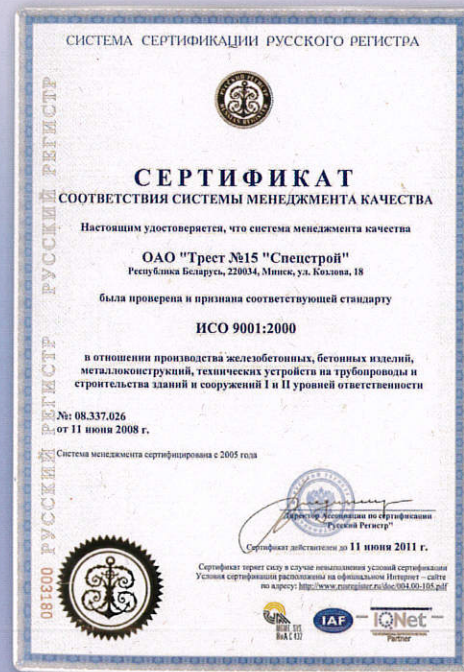 СИСТЕМА СЕРТИФИКАЦИИ РУССКОГО РЕГИСТРА
СЕРТИФИКАТ
СООТВЕТСТВИЯ СИСТЕМЫ МЕНЕДЖМЕНТА КАЧЕСТВА
Настоящим удостоверяется, что система менеджмента качества
ОАО "Трест №15 "Спецстрой"
Республика Беларусь, 220034, Минск, ул. Козлова, 18
была проверена и признана соответствующей стандарту
ИСО 9001:2000
в отношении производства железобетонных, бетонных изделий,
металлоконструкций, технических устройств на трубопроводы и
строительства зданий и сооружений I и II уровней ответственности
№: 08.337.026
от 11 июня 2008 г.
Система менеджмента сертифицирована с 2005 года
Директор Ассоциации по сертификации
"Русский Регистр"
Сертификат действителен до 11 июня 2011 г.
Сертификат теряет силу в случае невыполнения условий сертификации
Условия сертификации расположены на официальном Интернет – сайте
по адресу: http://www.rusregister.ru/doc/004.00-105.pdf
РУССКИЙ РЕГИСТР РУССКИЙ РЕГИСТР
003180
MGMT. SYS.
RvA C 137
IAF
IQNet
Partner